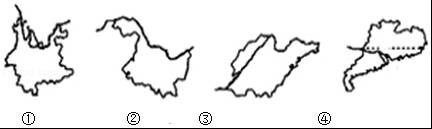 ① ② ③ ④